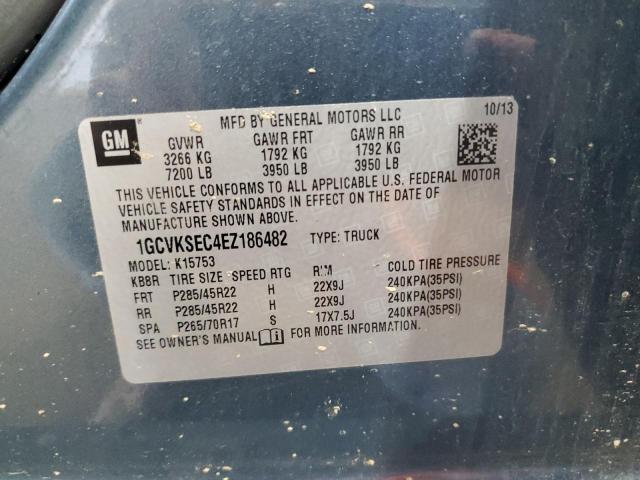 MFD BY GENERAL MOTORS LLC 10/13
GM
GVWR GAWR FRT GAWR RR
3266 KG 1792 KG 1792 KG
7200 LB 3950 LB 3950 LB
THIS VEHICLE CONFORMS TO ALL APPLICABLE U.S. FEDERAL MOTOR
VEHICLE SAFETY STANDARDS IN EFFECT ON THE DATE OF
MANUFACTURE SHOWN ABOVE.
1GCVKSEC4EZ186482 TYPE: TRUCK
MODEL: K15753
KB8R TIRE SIZE SPEED RTG RIM COLD TIRE PRESSURE
FRT P285/45R22 H 22X9J 240KPA(35PSI)
RR P285/45R22 H 22X9J 240KPA(35PSI)
SPA P265/70R17 S 17X7.5J 240KPA(35PSI)
SEE OWNER'S MANUAL FOR MORE INFORMATION.